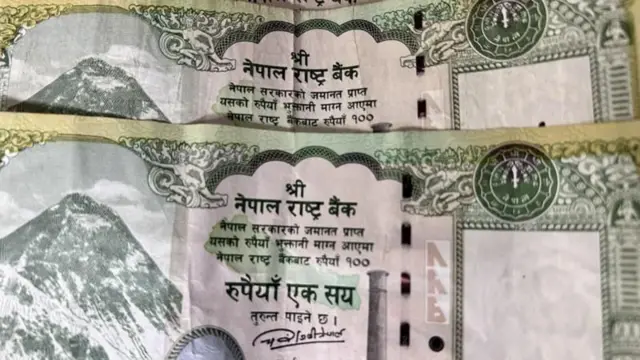 श्री
नेपाल राष्ट्र बैंक
नेपाल सरकारको जमानत प्राप्त
यसको रुपैयाँ भुक्तानी माग्न आएमा
नेपाल राष्ट्र बैंकबाट रुपैयाँ १००
श्री
नेपाल राष्ट्र बैंक
नेपाल सरकारको जमानत प्राप्त
यसको रुपैयाँ भुक्तानी माग्न आएमा
नेपाल राष्ट्र बैंकबाट रुपैयाँ १००
रुपैयाँ एक सय
तुरुन्त पाइने छ।